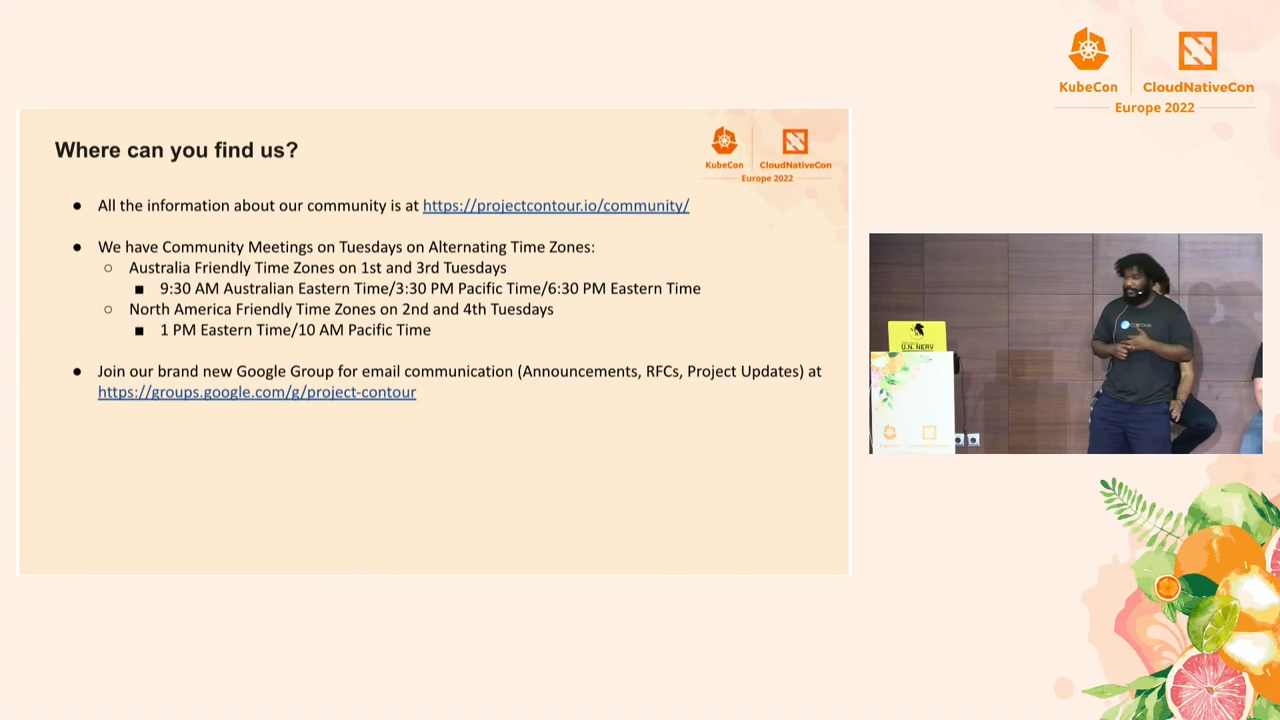 KubeCon
CloudNativeCon
Europe 2022
Where can you find us?
KubeCon
CloudNativeCon
Europe 2022
All the information about our community is at https://projectcontour.io/community/
We have Community Meetings on Tuesdays on Alternating Time Zones:
Australia Friendly Time Zones on 1st and 3rd Tuesdays
9:30 AM Australian Eastern Time/3:30 PM Pacific Time/6:30 PM Eastern Time
North America Friendly Time Zones on 2nd and 4th Tuesdays
1 PM Eastern Time/10 AM Pacific Time
Join our brand new Google Group for email communication (Announcements, RFCs, Project Updates) at
https://groups.google.com/g/project-contour
U.N. NERV